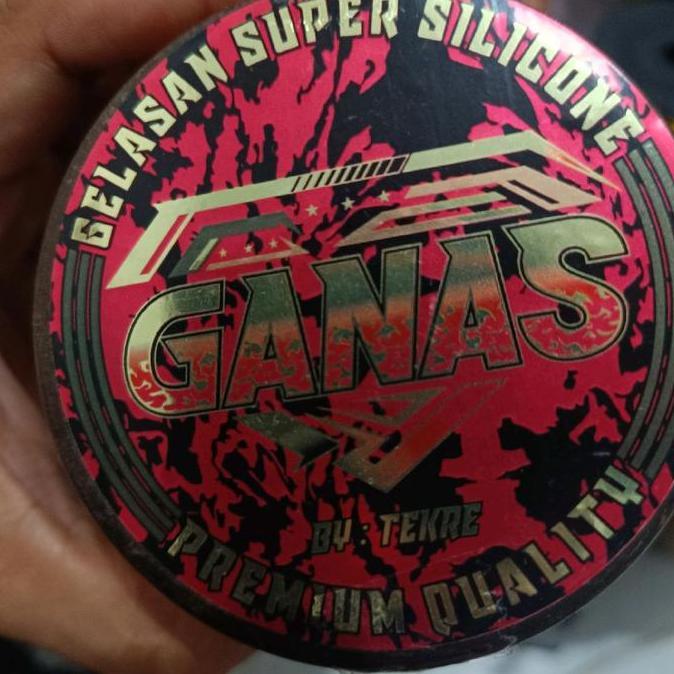 GELASAN SUPER SILICONE
GANAS
BY : TEKRE
PREMIUM QUALITY